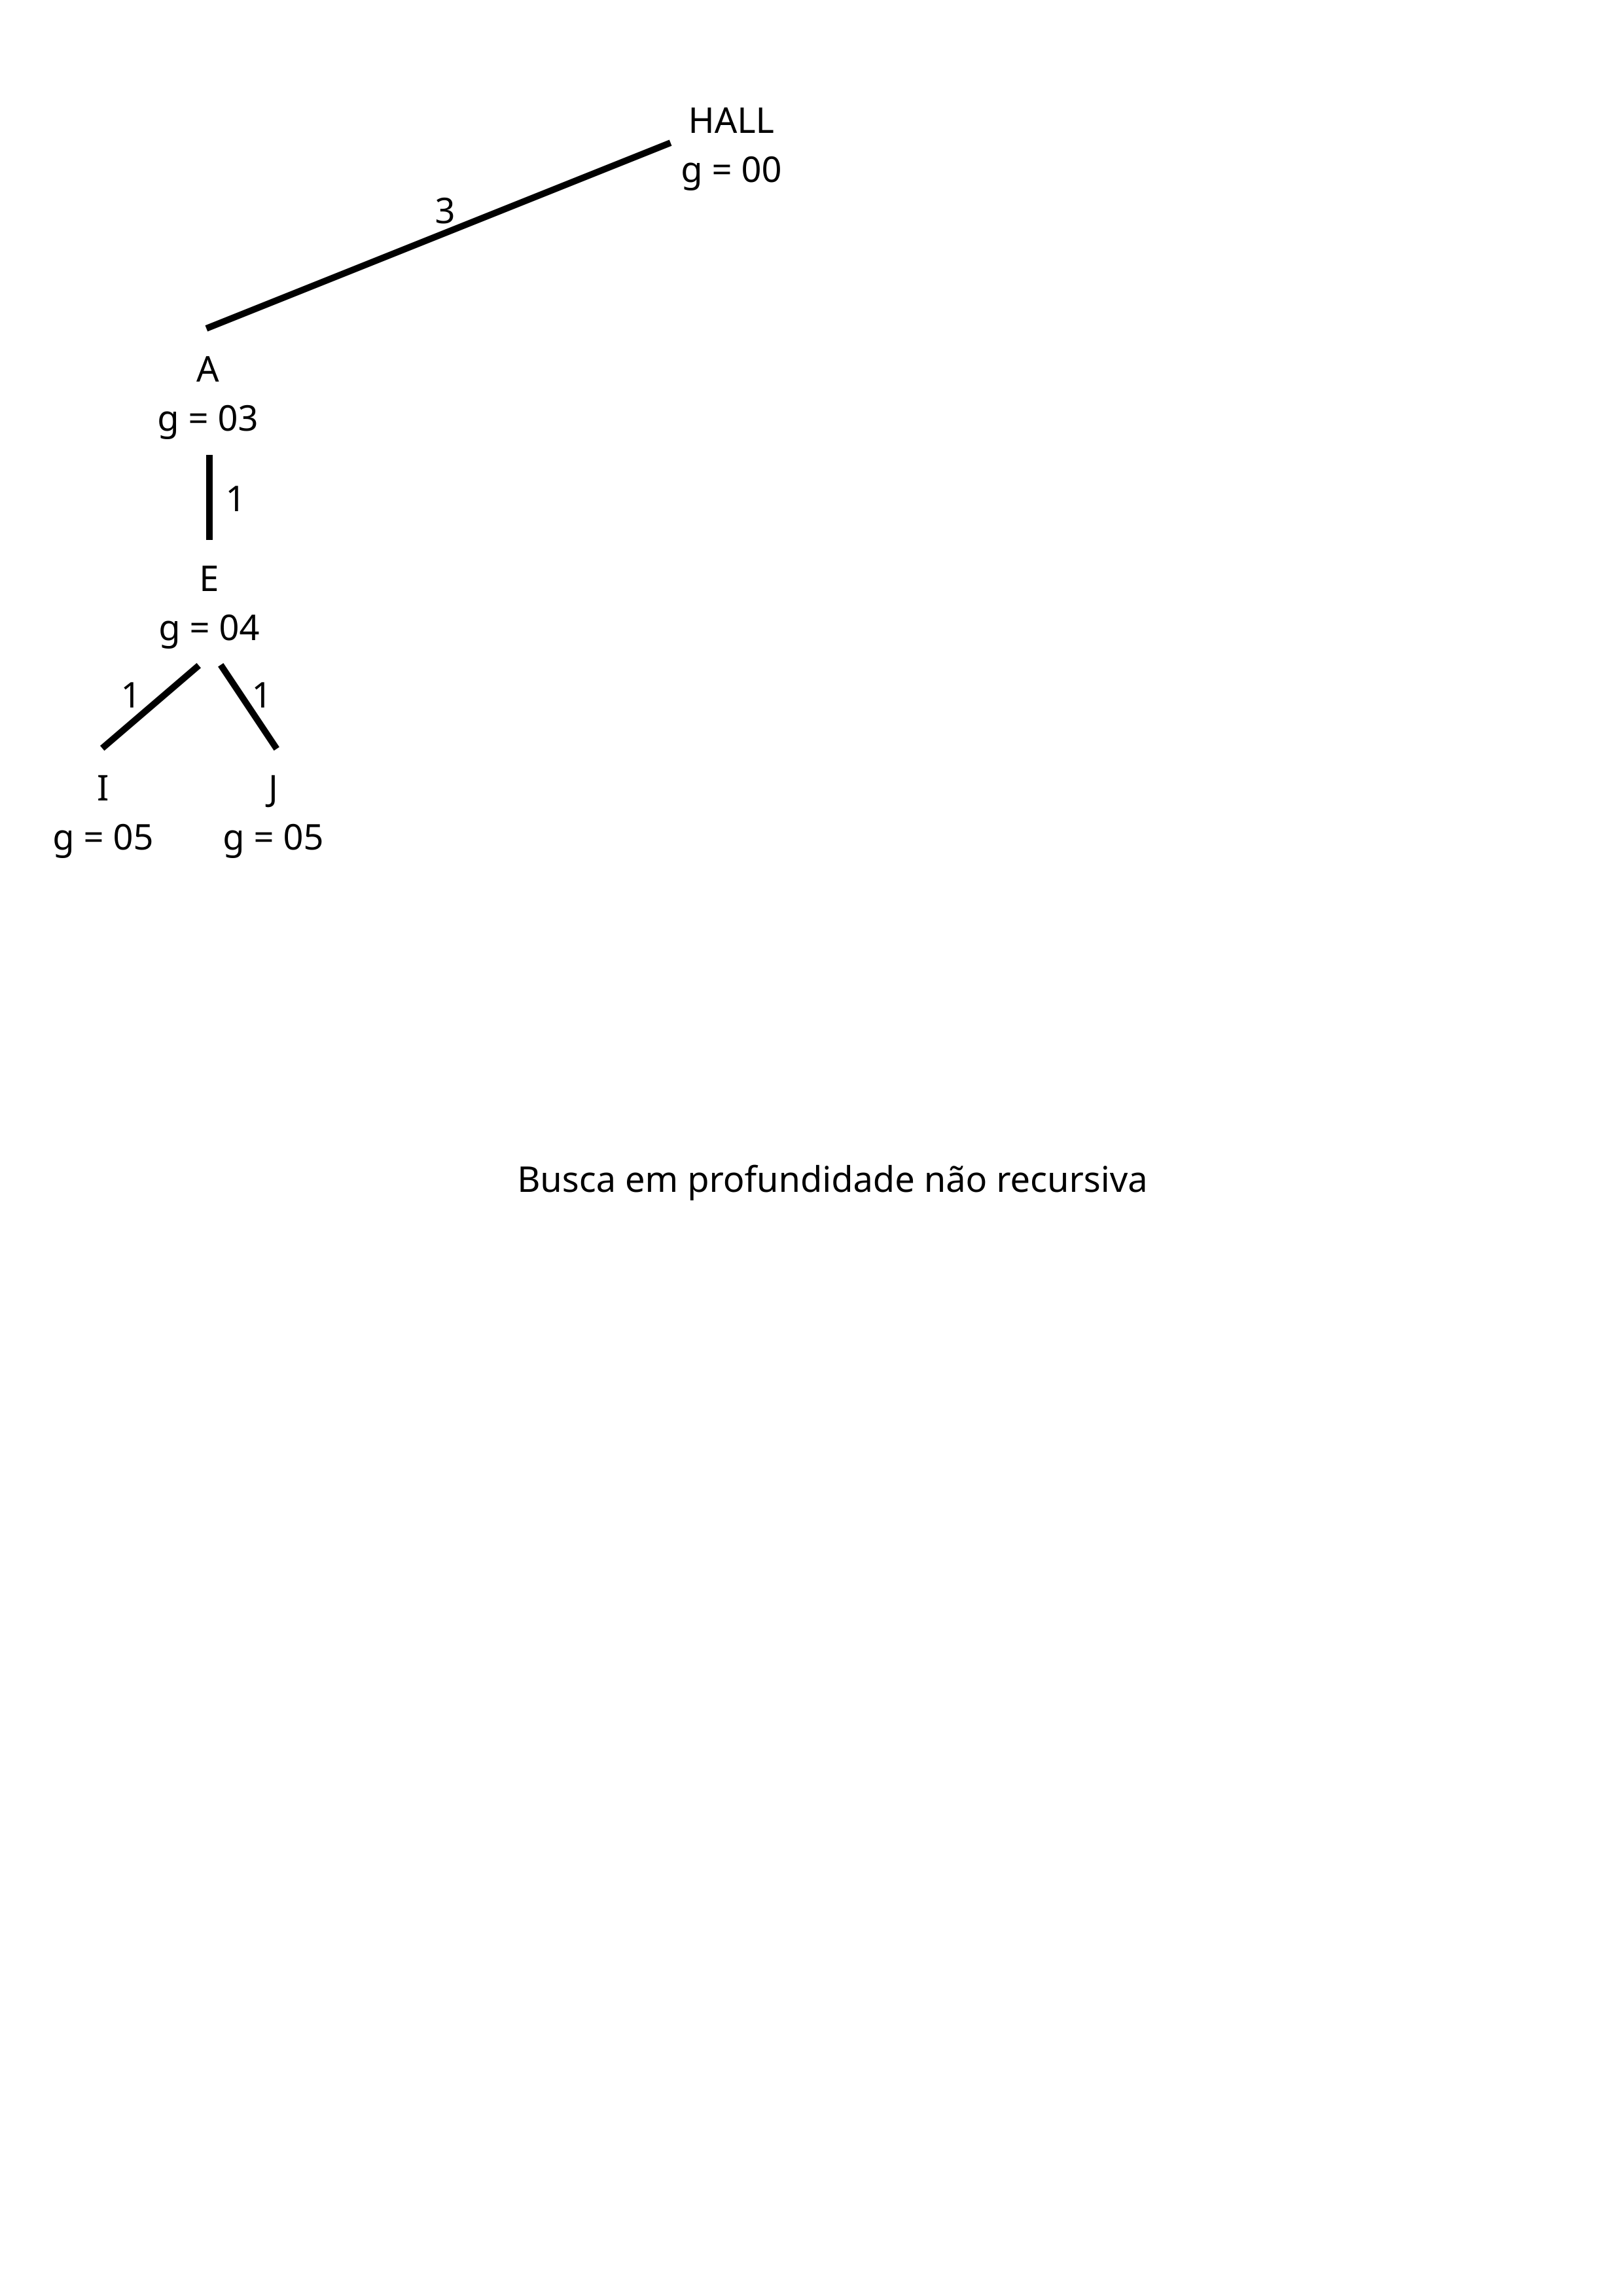 HALL
g = 00
3
A
g = 03
1
E
g = 04
1 1
I J
g = 05 g = 05
Busca em profundidade não recursiva